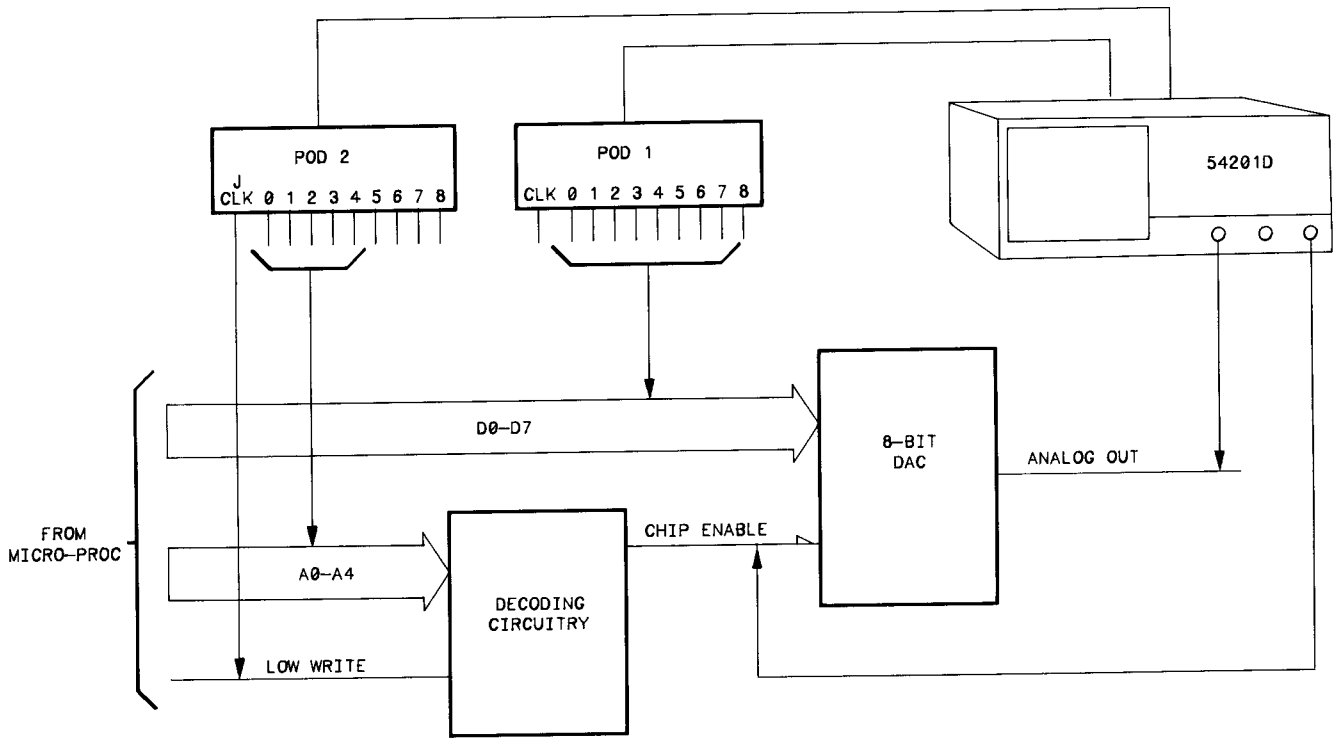 POD 2
J
CLK 0 1 2 3 4 5 6 7 8
POD 1
CLK 0 1 2 3 4 5 6 7 8
54201D
D0-D7
8-BIT
DAC
ANALOG OUT
FROM
MICRO-PROC
CHIP ENABLE
A0-A4
DECODING
CIRCUITRY
LOW WRITE